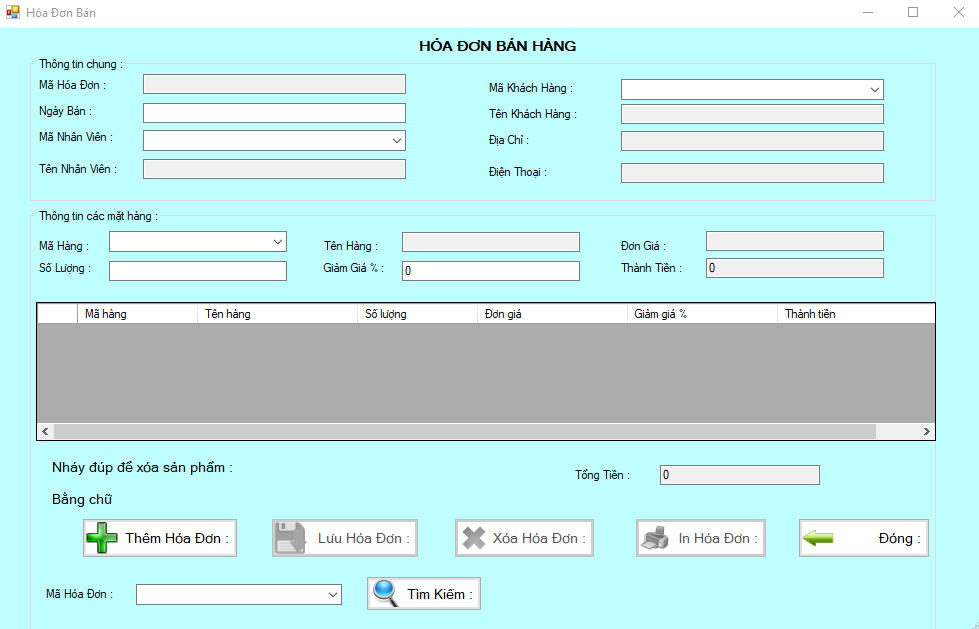 Hóa Đơn Bán
HÓA ĐƠN BÁN HÀNG
Thông tin chung :
Mã Hóa Đơn :
Ngày Bán :
Mã Nhân Viên :
Tên Nhân Viên :
Mã Khách Hàng :
Tên Khách Hàng :
Địa Chỉ :
Điện Thoại :
Thông tin các mặt hàng :
Mã Hàng : Tên Hàng : Đơn Giá :
Số Lượng : Giảm Giá % : 0 Thành Tiền : 0
Mã hàng Tên hàng Số lượng Đơn giá Giảm giá % Thành tiền
Nháy đúp để xóa sản phẩm :
Tổng Tiền : 0
Bằng chữ
Thêm Hóa Đơn : Lưu Hóa Đơn : Xóa Hóa Đơn : In Hóa Đơn : Đóng :
Mã Hóa Đơn : Tìm Kiếm :